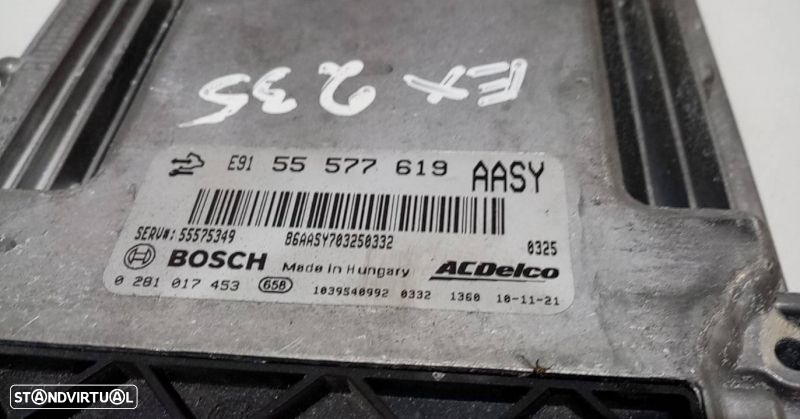 EX 235
E91 55 577 619 AASY
SERV#: 55575349 86AASY703250332 0325
BOSCH Made in Hungary ACDelco
0 281 017 453 658 1039S40992 0332 1360 10-11-21
STANDVIRTUAL